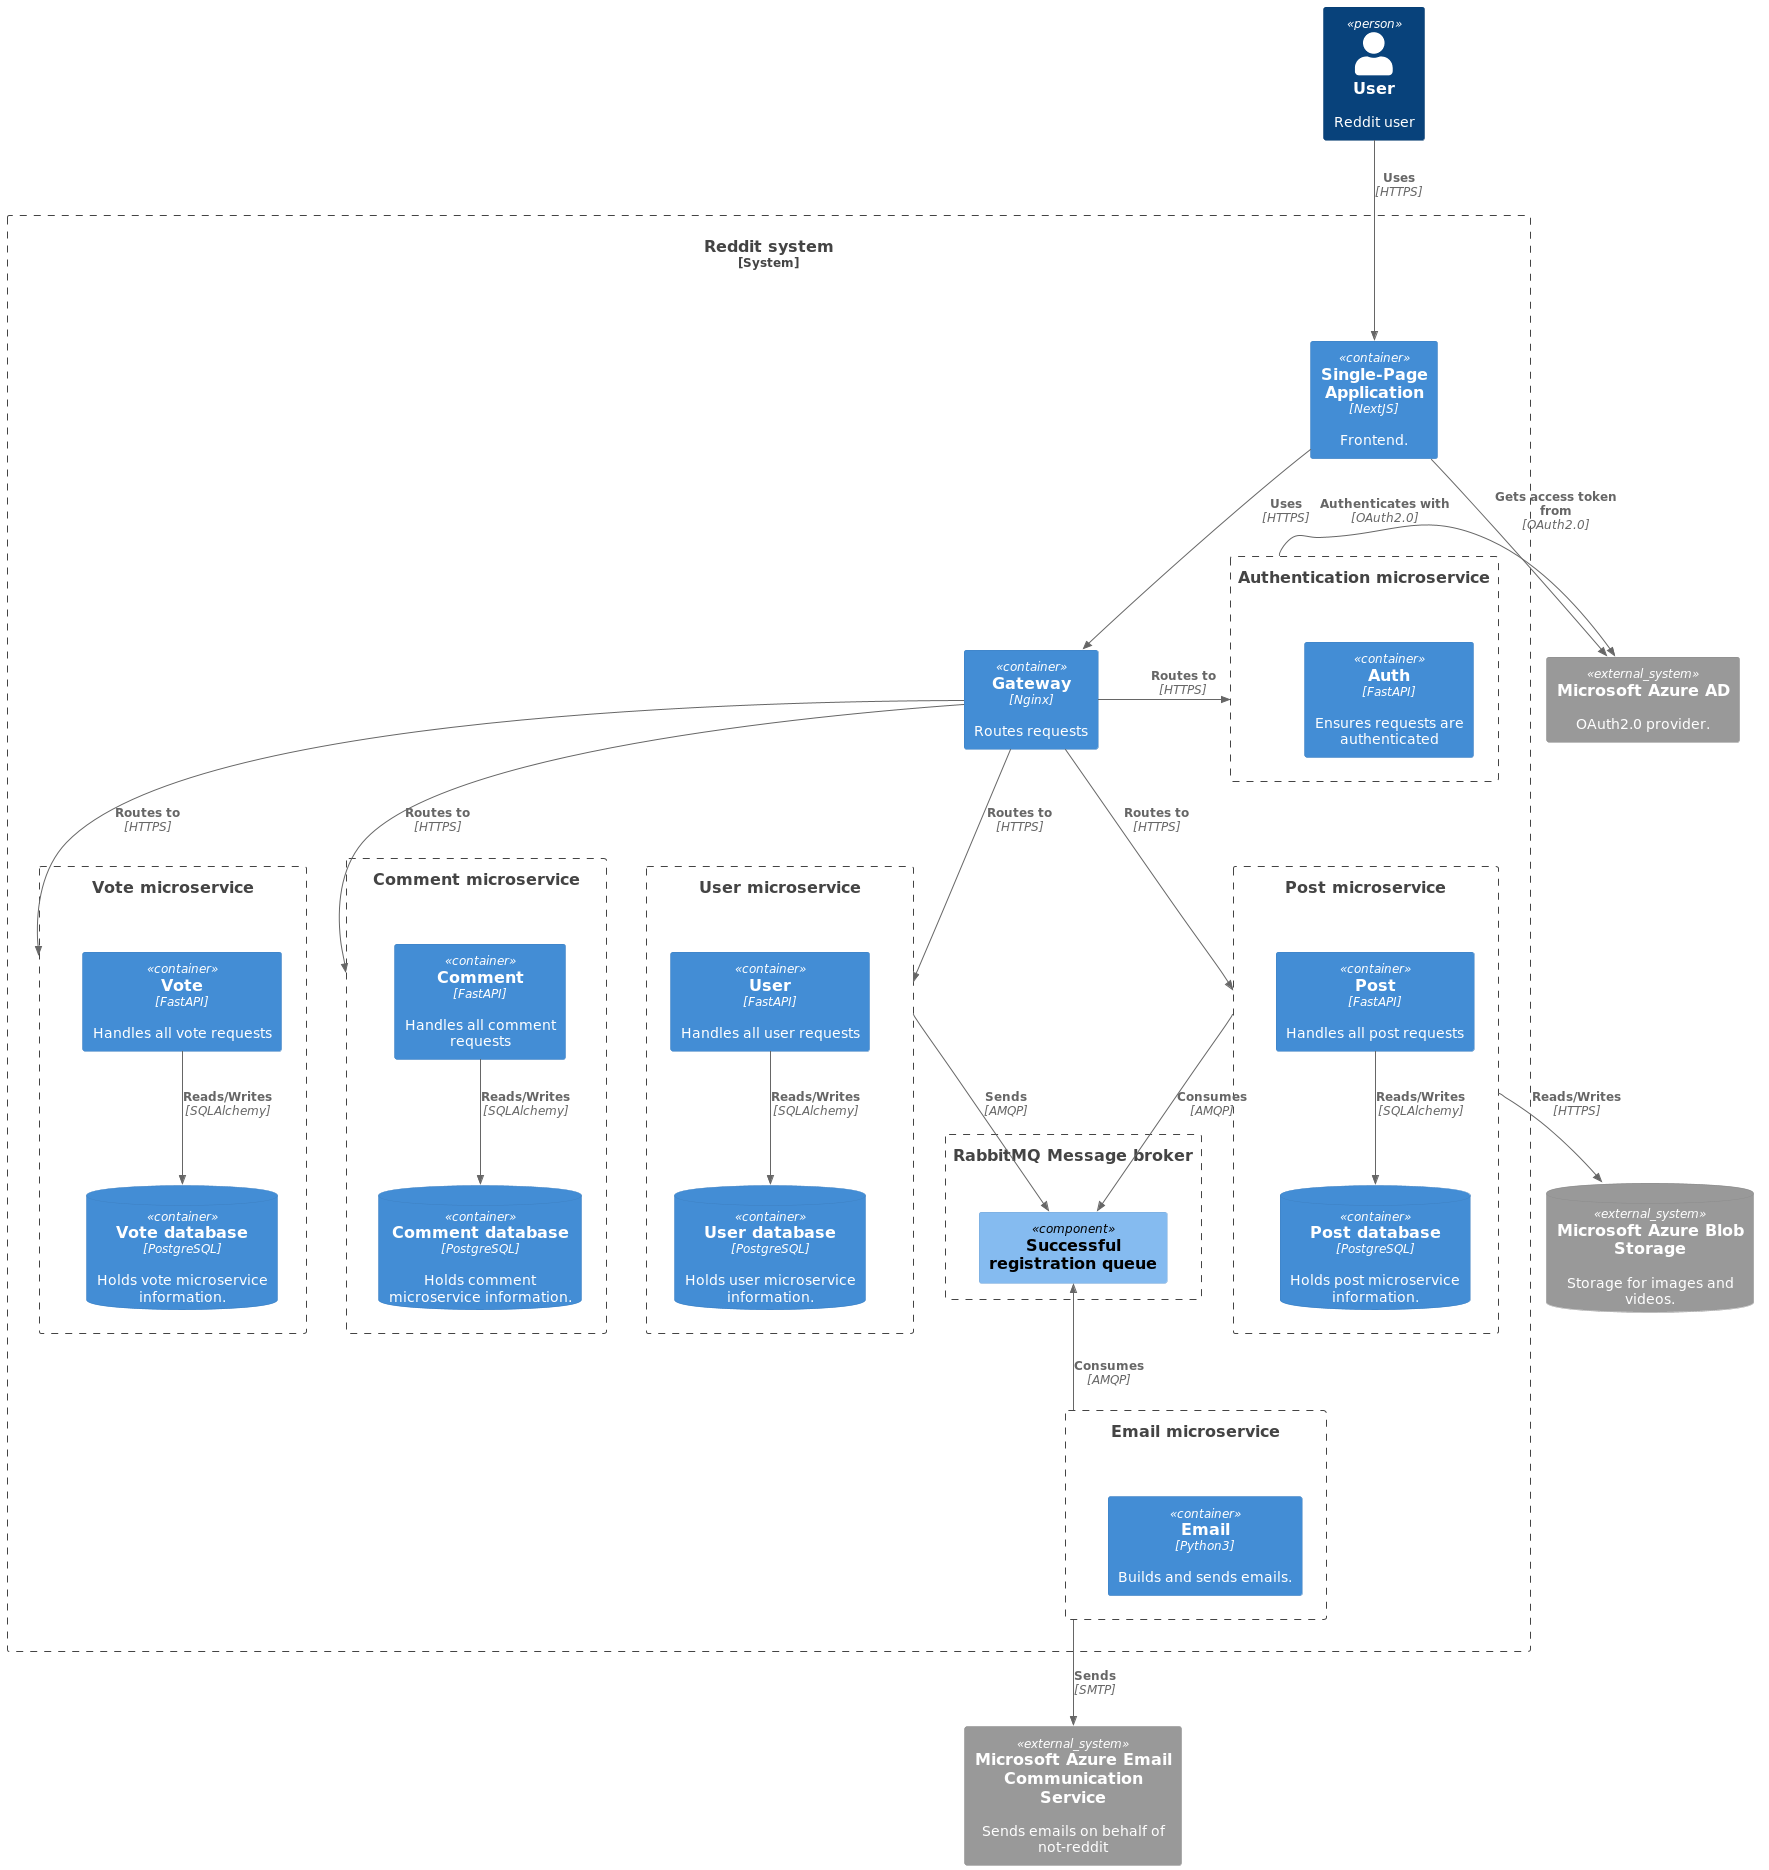 «person»
User
Reddit user
Uses
[HTTPS]
Reddit system
[System]
«container»
Single-Page
Application
[NextJS]
Frontend.
Uses
[HTTPS]
Authenticates with
[OAuth2.0]
Gets access token
from
[OAuth2.0]
Authentication microservice
«container»
Auth
[FastAPI]
Ensures requests are
authenticated
«container»
Gateway
[Nginx]
Routes requests
Routes to
[HTTPS]
«external_system»
Microsoft Azure AD
OAuth2.0 provider.
Routes to
[HTTPS]
Routes to
[HTTPS]
Routes to
[HTTPS]
Routes to
[HTTPS]
Vote microservice
«container»
Vote
[FastAPI]
Handles all vote requests
Reads/Writes
[SQLAlchemy]
«container»
Vote database
[PostgreSQL]
Holds vote microservice
information.
Comment microservice
«container»
Comment
[FastAPI]
Handles all comment
requests
Reads/Writes
[SQLAlchemy]
«container»
Comment database
[PostgreSQL]
Holds comment
microservice information.
User microservice
«container»
User
[FastAPI]
Handles all user requests
Reads/Writes
[SQLAlchemy]
«container»
User database
[PostgreSQL]
Holds user microservice
information.
Sends
[AMQP]
Consumes
[AMQP]
RabbitMQ Message broker
«component»
Successful
registration queue
Post microservice
«container»
Post
[FastAPI]
Handles all post requests
Reads/Writes
[SQLAlchemy]
«container»
Post database
[PostgreSQL]
Holds post microservice
information.
Reads/Writes
[HTTPS]
«external_system»
Microsoft Azure Blob
Storage
Storage for images and
videos.
Consumes
[AMQP]
Email microservice
«container»
Email
[Python3]
Builds and sends emails.
Sends
[SMTP]
«external_system»
Microsoft Azure Email
Communication
Service
Sends emails on behalf of
not-reddit